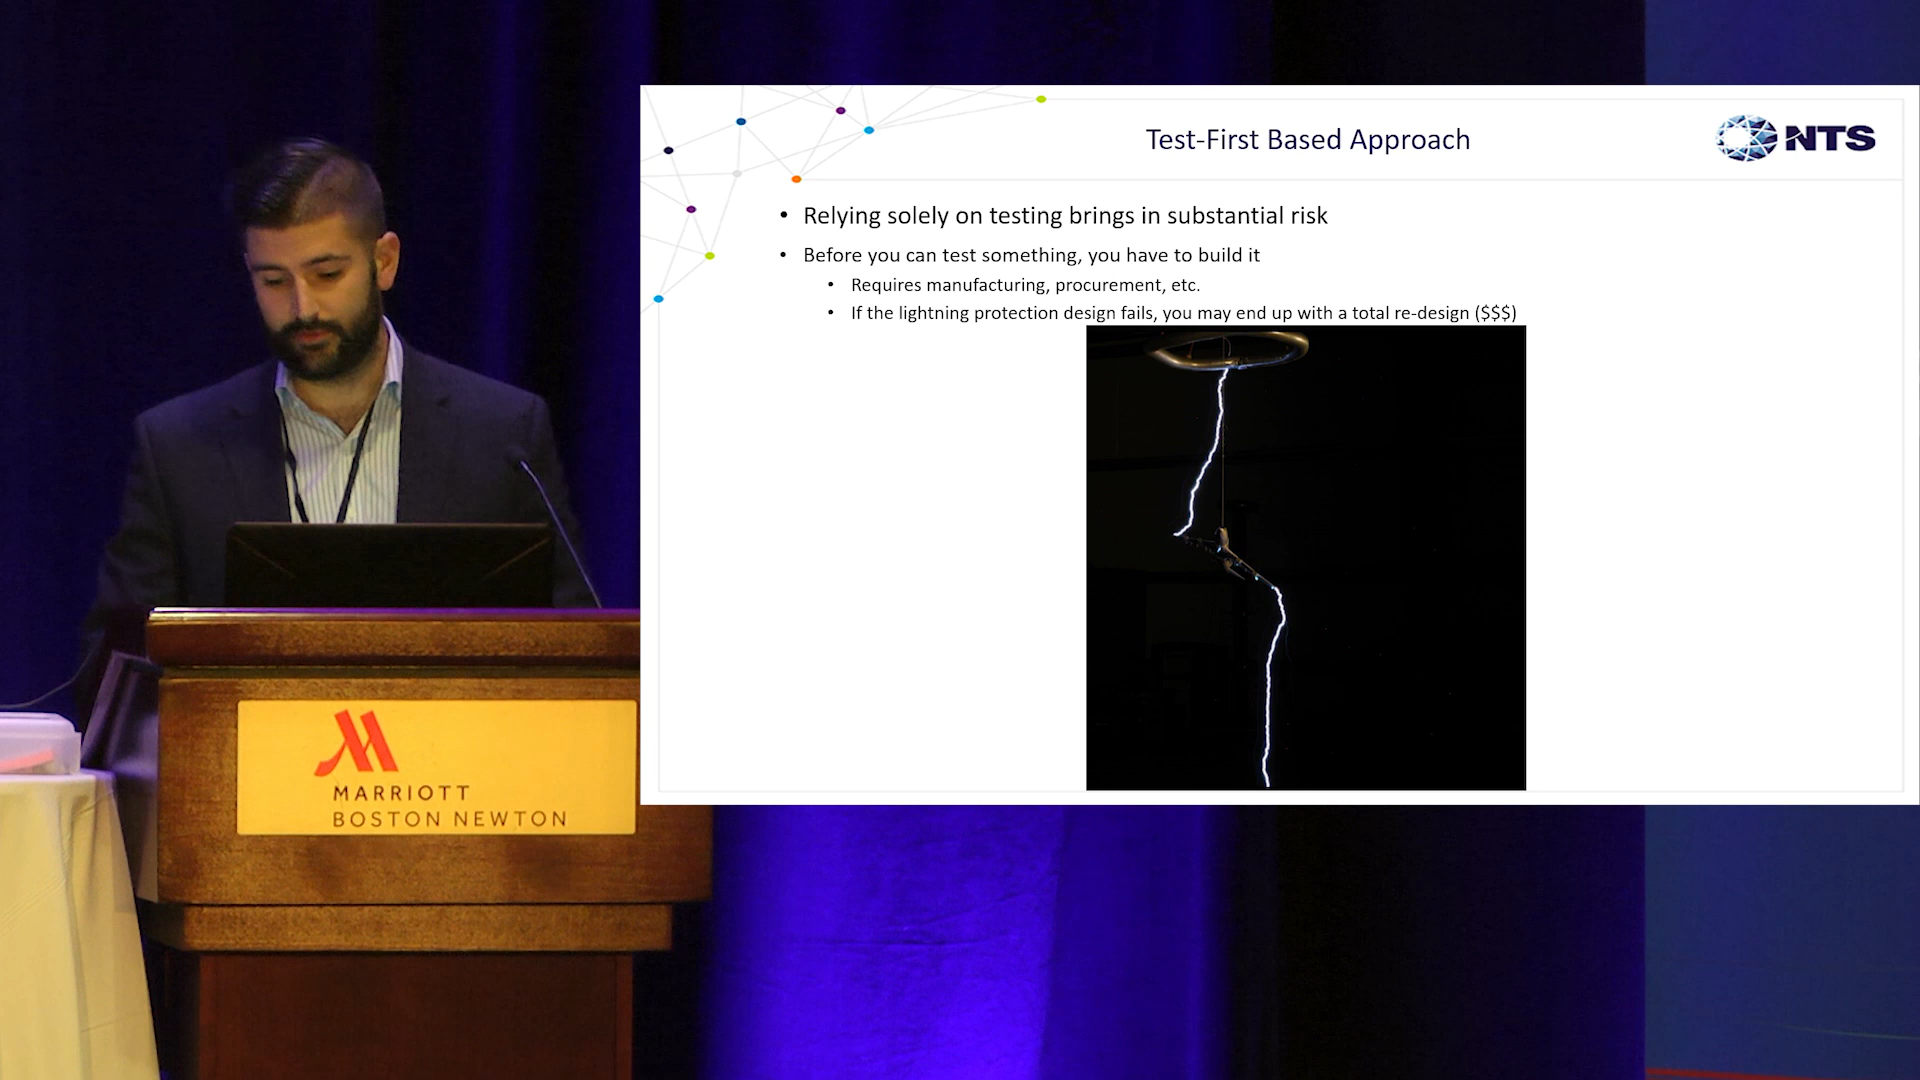 Test-First Based Approach
NTS
• Relying solely on testing brings in substantial risk
• Before you can test something, you have to build it
• Requires manufacturing, procurement, etc.
• If the lightning protection design fails, you may end up with a total re-design ($$$)
MARRIOTT
BOSTON NEWTON